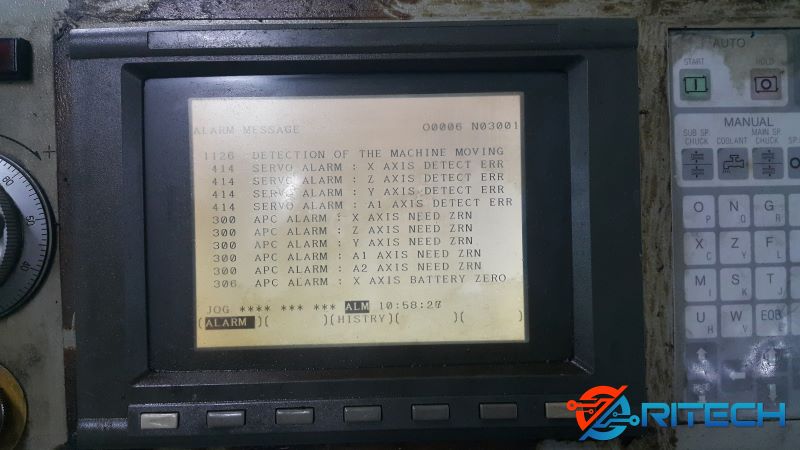 ALARM MESSAGE O0006 N03001
1126 DETECTION OF THE MACHINE MOVING
414 SERVO ALARM : X AXIS DETECT ERR
414 SERVO ALARM : Z AXIS DETECT ERR
414 SERVO ALARM : Y AXIS DETECT ERR
414 SERVO ALARM : A1 AXIS DETECT ERR
300 APC ALARM : X AXIS NEED ZRN
300 APC ALARM : Z AXIS NEED ZRN
300 APC ALARM : Y AXIS NEED ZRN
300 APC ALARM : A1 AXIS NEED ZRN
300 APC ALARM : A2 AXIS NEED ZRN
306 APC ALARM : X AXIS BATTERY ZERO
JOG **** *** *** ALM 10:58:27
(ALARM )( )(HISTRY)( )( )
AUTO
START HOLD
MANUAL
SUB SP. CHUCK COOLANT MAIN SP. CHUCK
O P N Q G R
X C Z Y F L
M I S T
U H W V EOB E
80 90
ARITECH